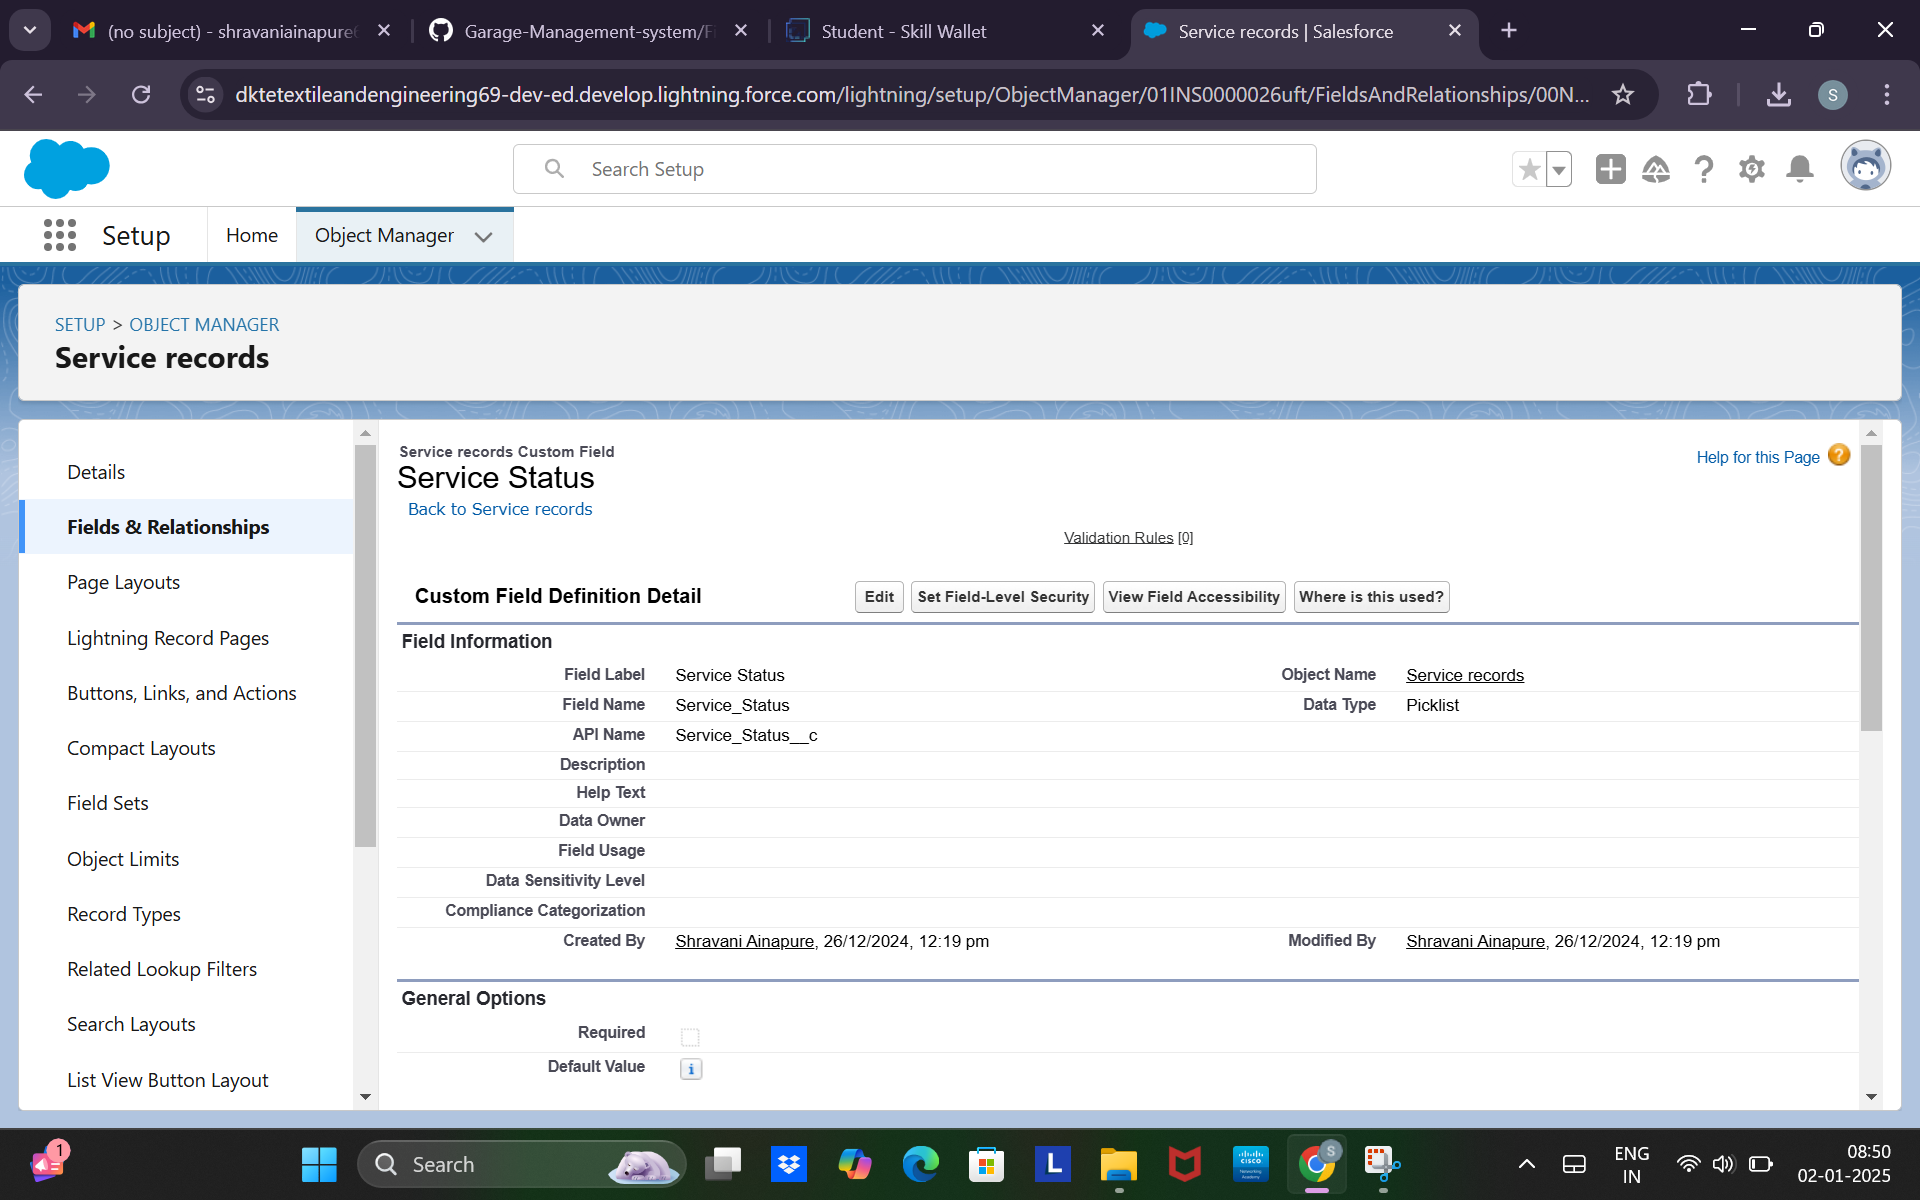 (no subject) - shravaniainapure
Garage-Management-system/Fi
Student - Skill Wallet
Service records | Salesforce
dktetextileandengineering69-dev-ed.develop.lightning.force.com/lightning/setup/ObjectManager/01INS0000026uft/FieldsAndRelationships/00N...
S
Search Setup
Setup
Home
Object Manager
SETUP > OBJECT MANAGER
Service records
Details
Fields & Relationships
Page Layouts
Lightning Record Pages
Buttons, Links, and Actions
Compact Layouts
Field Sets
Object Limits
Record Types
Related Lookup Filters
Search Layouts
List View Button Layout
Service records Custom Field
Service Status
Back to Service records
Help for this Page
Validation Rules [0]
Custom Field Definition Detail
Edit
Set Field-Level Security
View Field Accessibility
Where is this used?
Field Information
Field Label Service Status
Object Name Service records
Field Name Service_Status
Data Type Picklist
API Name Service_Status__c
Description
Help Text
Data Owner
Field Usage
Data Sensitivity Level
Compliance Categorization
Created By Shravani Ainapure, 26/12/2024, 12:19 pm
Modified By Shravani Ainapure, 26/12/2024, 12:19 pm
General Options
Required
Default Value
1
Search
L
CISCO
S
ENG
IN
08:50
02-01-2025